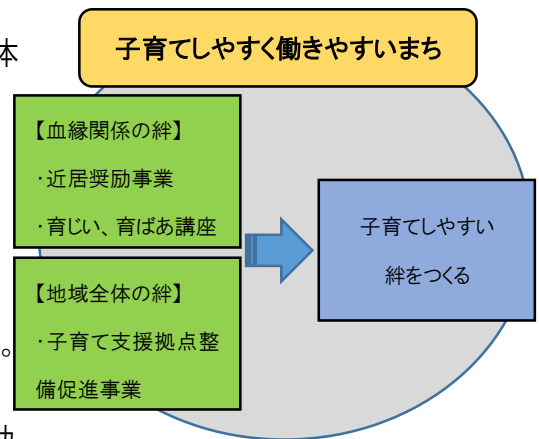 体
子育てしやすく働きやすいまち
【血縁関係の絆】
・近居奨励事業
・育じい、育ばあ講座
【地域全体の絆】
・子育て支援拠点整
備促進事業
子育てしやすい
絆をつくる
。